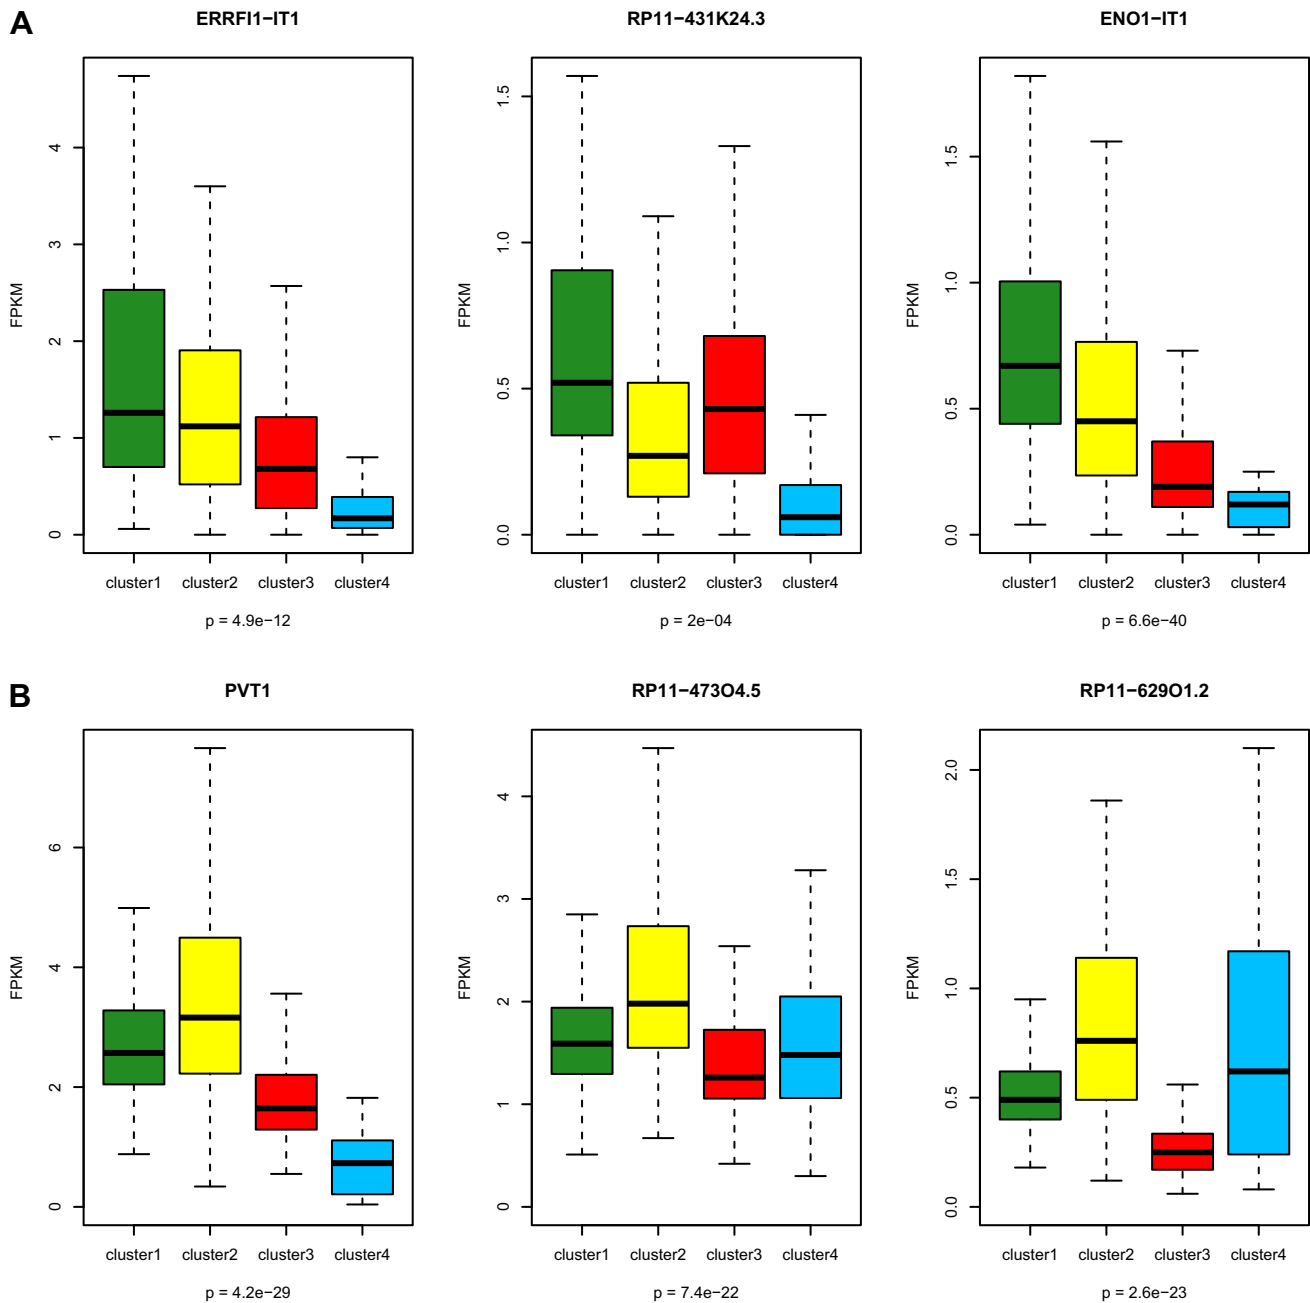 A
ERRFI1−IT1
RP11−431K24.3
ENO1−IT1
FPKM
0
1
2
3
4
cluster1
cluster2
cluster3
cluster4
p = 4.9e−12
FPKM
0.0
0.5
1.0
1.5
cluster1
cluster2
cluster3
cluster4
p = 2e−04
FPKM
0.0
0.5
1.0
1.5
cluster1
cluster2
cluster3
cluster4
p = 6.6e−40
B
PVT1
RP11−473O4.5
RP11−629O1.2
FPKM
0
2
4
6
cluster1
cluster2
cluster3
cluster4
p = 4.2e−29
FPKM
0
1
2
3
4
cluster1
cluster2
cluster3
cluster4
p = 7.4e−22
FPKM
0.0
0.5
1.0
1.5
2.0
cluster1
cluster2
cluster3
cluster4
p = 2.6e−23